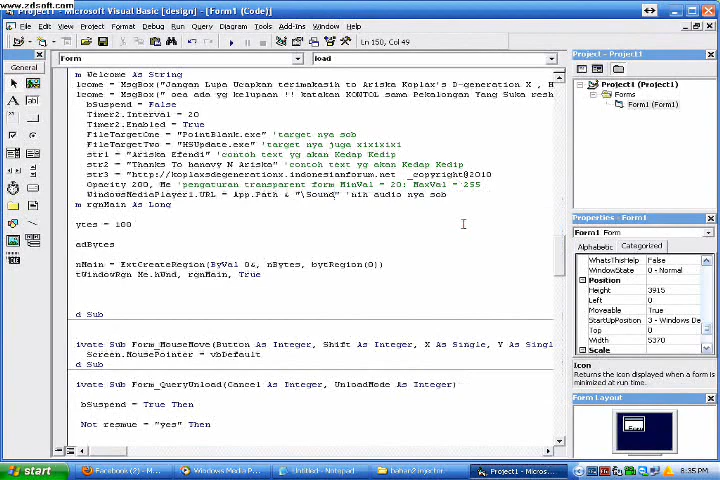 www.zdsoft.com
Microsoft Visual Basic [design] - [Form1 (Code)]
File Edit View Project Format Debug Run Query Diagram Tools Add-Ins Window Help
Ln 150, Col 49
General
Form
load
m Welcome As String
lcome = MsgBox("Jangan Lupa Ucapkan terimakasih to Ariska Koplax's D-generation X , H
lcome = MsgBox(" oea ada yg kelupaan !! katakan KONTOL sama Pekalongan Yang Suka resh
bSuspend = False
Timer2.Interval = 20
Timer2.Enabled = True
FileTargetOne = "PointBlank.exe" 'target nya sob
FileTargetTwo = "HSUpdate.exe" 'target nya juga xixixixi
str1 = "Ariska Efendi" 'contoh text yg akan Kedap Kedip
str2 = "Thanks To hanavy N Ariska" 'contoh text yg akan Kedap Kedip
str3 = "http://koplaxsdegenerationx.indonesianforum.net _copyright@2010
Opacity 200, Me 'pengaturan transparent form MinVal = 20: MaxVal = 255
WindowsMediaPlayer1.URL = App.Path & "\Sound" 'nih audio nya sob
m rgnMain As Long
ytes = 100
adBytes
nMain = ExtCreateRegion(ByVal 0&, nBytes, bytRegion(0))
tWindowRgn Me.hWnd, rgnMain, True
d Sub
ivate Sub Form_MouseMove(Button As Integer, Shift As Integer, X As Single, Y As Singl
Screen.MousePointer = vbDefault
d Sub
ivate Sub Form_QueryUnload(Cancel As Integer, UnloadMode As Integer)
bSuspend = True Then
Not resmue = "yes" Then
Project - Project1
Project1 (Project1)
Forms
Form1 (Form1)
Properties - Form1
Form1 Form
Alphabetic Categorized
WhatsThisHelp False
WindowState 0 - Normal
Position
Height 3915
Left 0
Moveable True
StartUpPosition 3 - Windows De
Top 0
Width 5370
Scale
Icon
Returns the icon displayed when a form is minimized at run time.
Form Layout
Form
start
Facebook (2) - M...
Windows Media P...
Untitled - Notepad
bahan2 injector.
Project1 - Micros...
8:35 PM